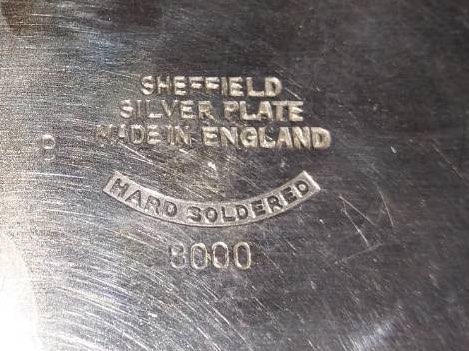 SHEFFIELD
SILVER PLATE
MADE IN ENGLAND
HARD SOLDERED
8000